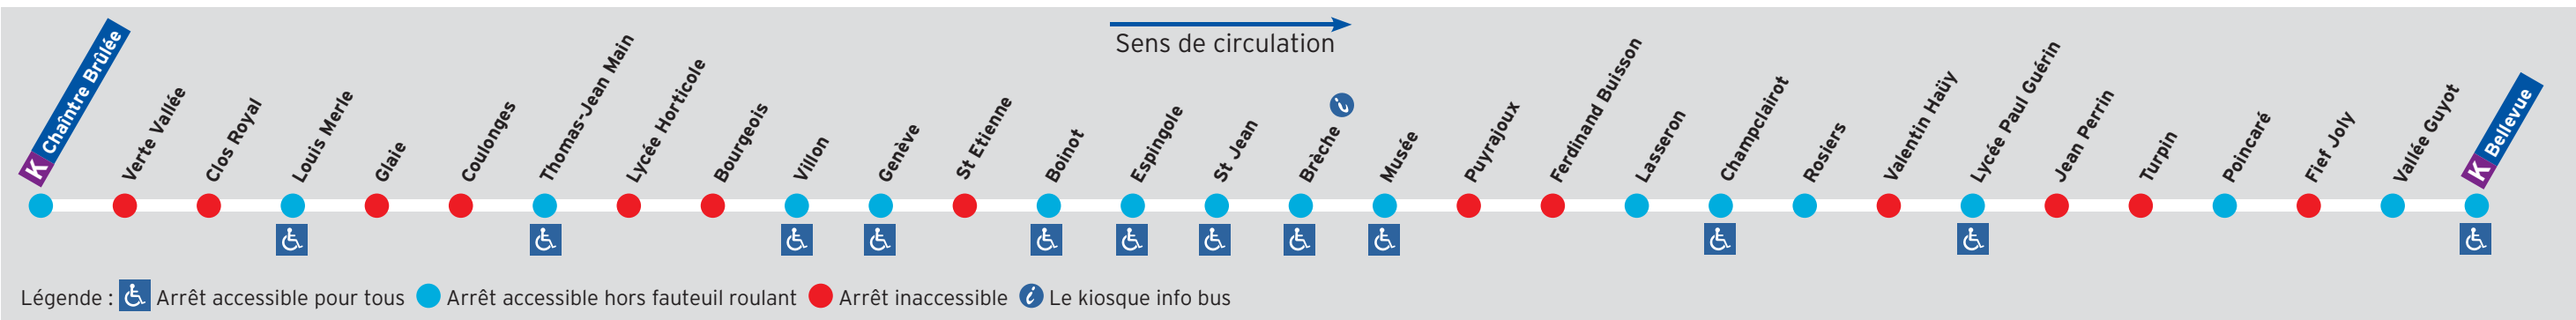 Sens de circulation
K Chaîntre Brûlée
Verte Vallée
Clos Royal
Louis Merle
Glaie
Coulonges
Thomas-Jean Main
Lycée Horticole
Bourgeois
Villon
Genève
St Etienne
Boinot
Espingole
St Jean
Brèche i
Musée
Puyrajoux
Ferdinand Buisson
Lasseron
Champclairot
Rosiers
Valentin Haüy
Lycée Paul Guérin
Jean Perrin
Turpin
Poincaré
Fief Joly
Vallée Guyot
K Bellevue
Légende : Arrêt accessible pour tous Arrêt accessible hors fauteuil roulant Arrêt inaccessible i Le kiosque info bus